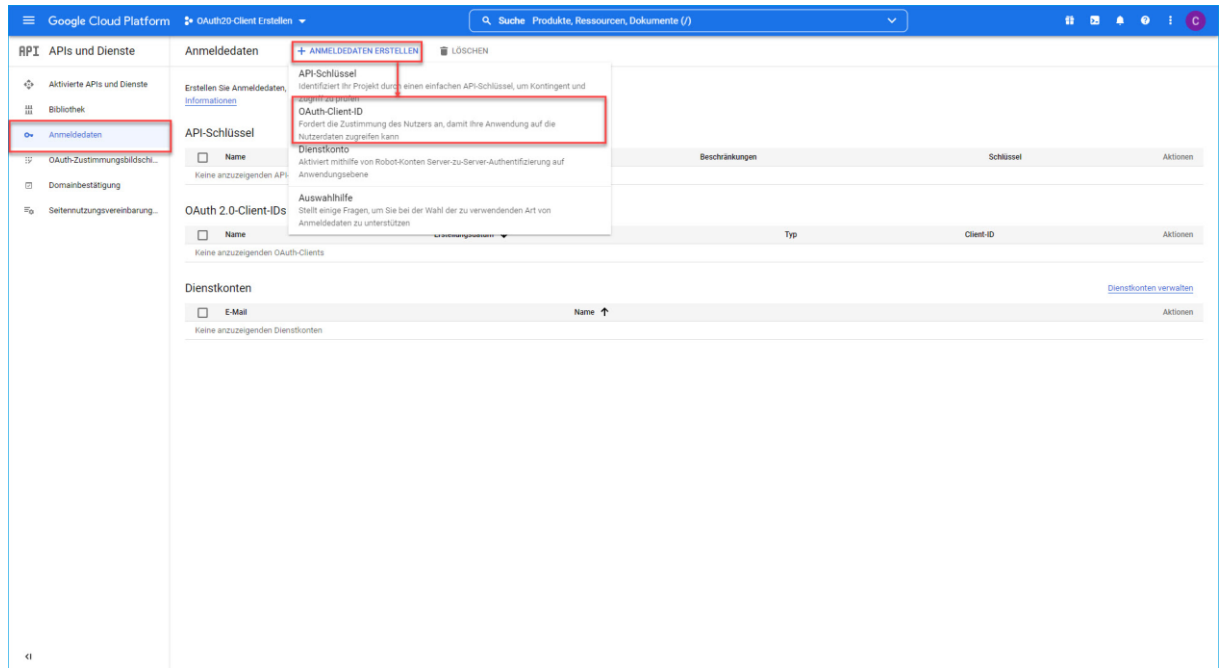 Google Cloud Platform
OAuth20-Client Erstellen
Suche Produkte, Ressourcen, Dokumente (/)
C
API APIs und Dienste
Aktivierte APIs und Dienste
Bibliothek
Anmeldedaten
OAuth-Zustimmungsbildschi...
Domainbestätigung
Seitennutzungsvereinbarung...
Anmeldedaten
+ ANMELDEDATEN ERSTELLEN
LÖSCHEN
Erstellen Sie Anmeldedaten,
Informationen
API-Schlüssel
Identifiziert Ihr Projekt durch einen einfachen API-Schlüssel, um Kontingent und
Zugriff zu prüfen
OAuth-Client-ID
Fordert die Zustimmung des Nutzers an, damit Ihre Anwendung auf die
Nutzerdaten zugreifen kann
Dienstkonto
Aktiviert mithilfe von Robot-Konten Server-zu-Server-Authentifizierung auf
Anwendungsebene
Auswahlhilfe
Stellt einige Fragen, um Sie bei der Wahl der zu verwendenden Art von
Anmeldedaten zu unterstützen
API-Schlüssel
Name Beschränkungen Schlüssel Aktionen
Keine anzuzeigenden API-
OAuth 2.0-Client-IDs
Name Erstellungsdatum Typ Client-ID Aktionen
Keine anzuzeigenden OAuth-Clients
Dienstkonten
Dienstkonten verwalten
E-Mail Name Aktionen
Keine anzuzeigenden Dienstkonten